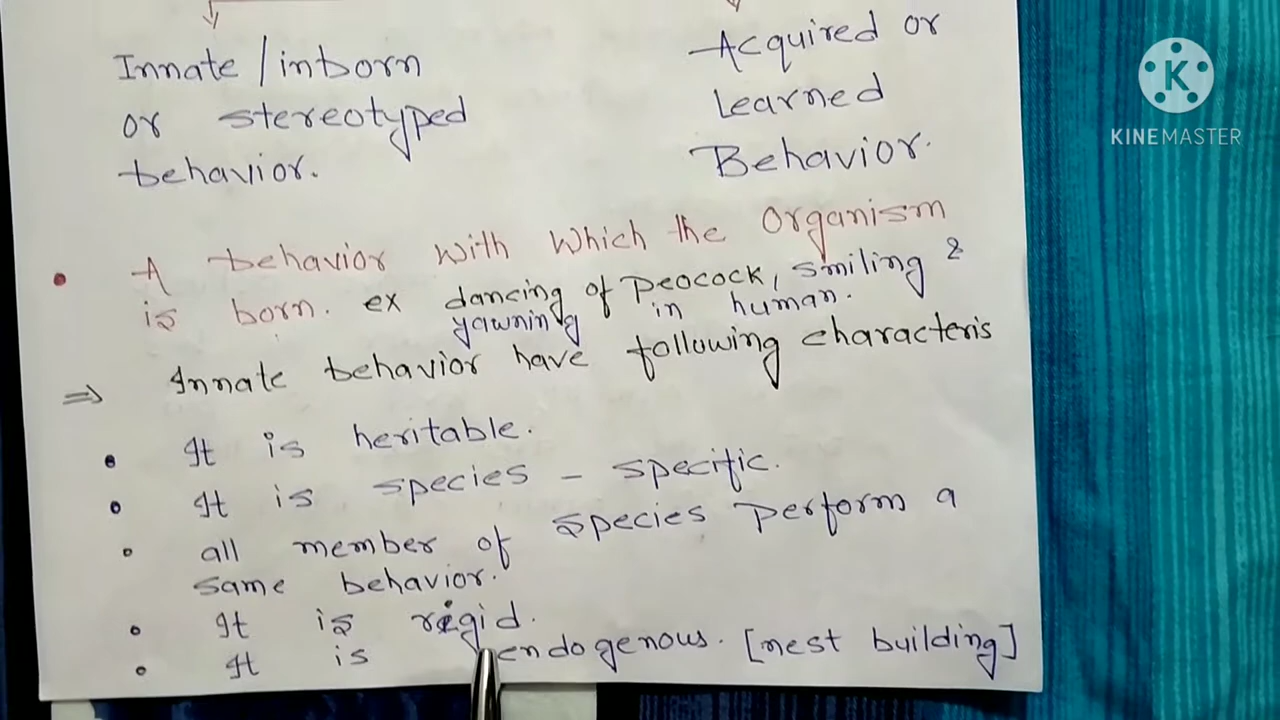 Innate / inborn
or stereotyped
behavior.
Acquired or
Learned
Behavior.
KINEMASTER
• A behavior with which the organism
is born. ex dancing of Peocock, smiling &
yawning in human.
⇒ Innate behavior have following characteris
• It is heritable.
• It is species - specific.
• all member of species perform a
same behavior.
• It is rigid.
• It is endogenous. [nest building]